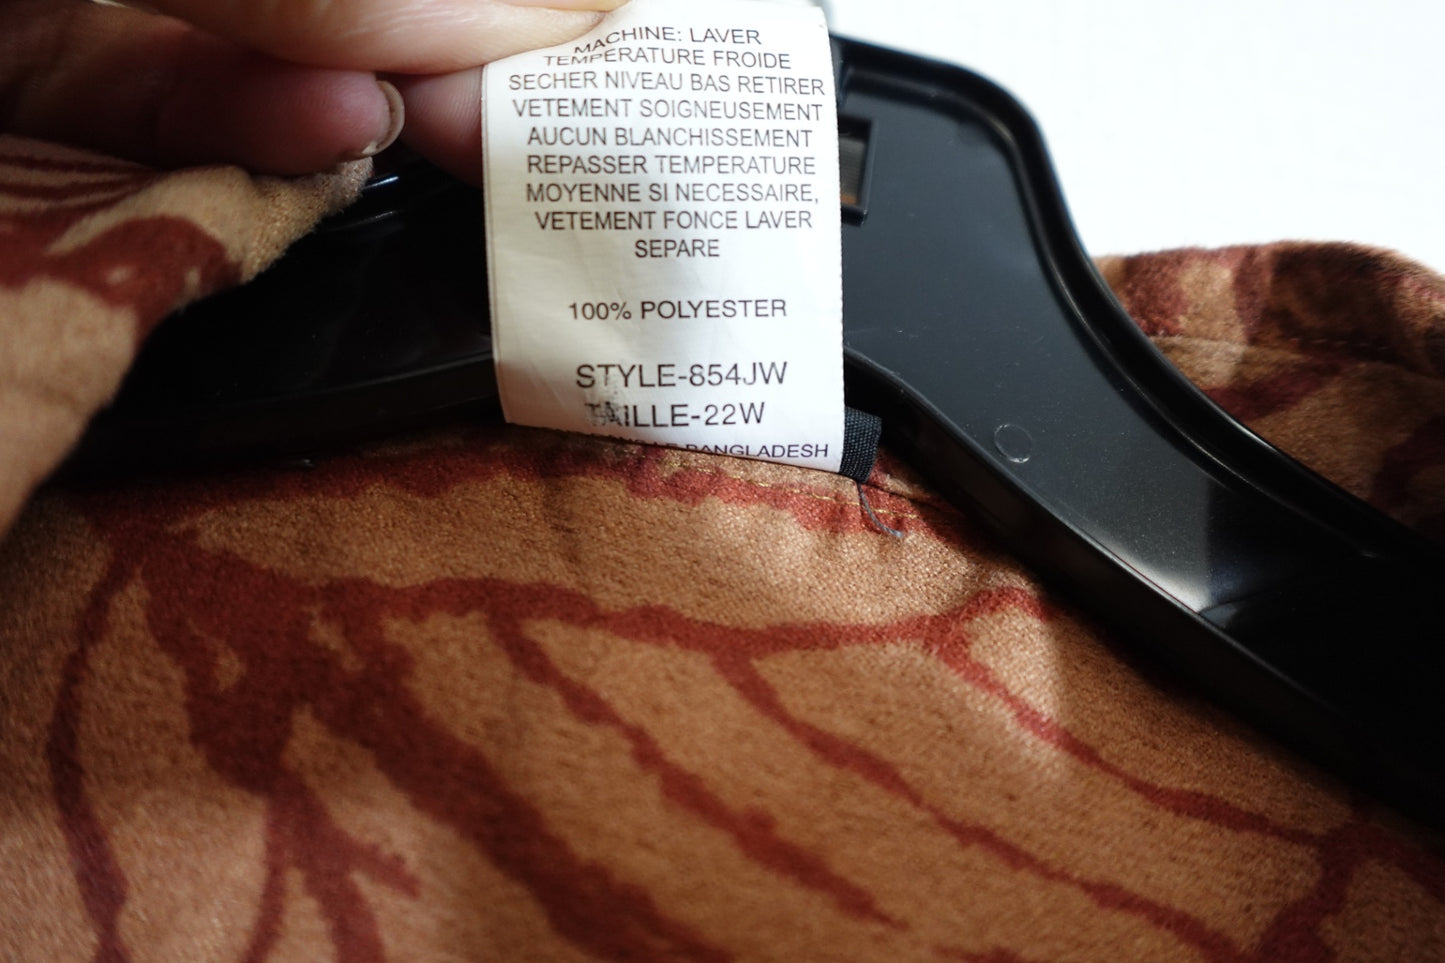 MACHINE: LAVER
TEMPERATURE FROIDE
SECHER NIVEAU BAS RETIRER
VETEMENT SOIGNEUSEMENT
AUCUN BLANCHISSEMENT
REPASSER TEMPERATURE
MOYENNE SI NECESSAIRE,
VETEMENT FONCE LAVER
SEPARE
100% POLYESTER
STYLE-854JW
TAILLE-22W
BANGLADESH